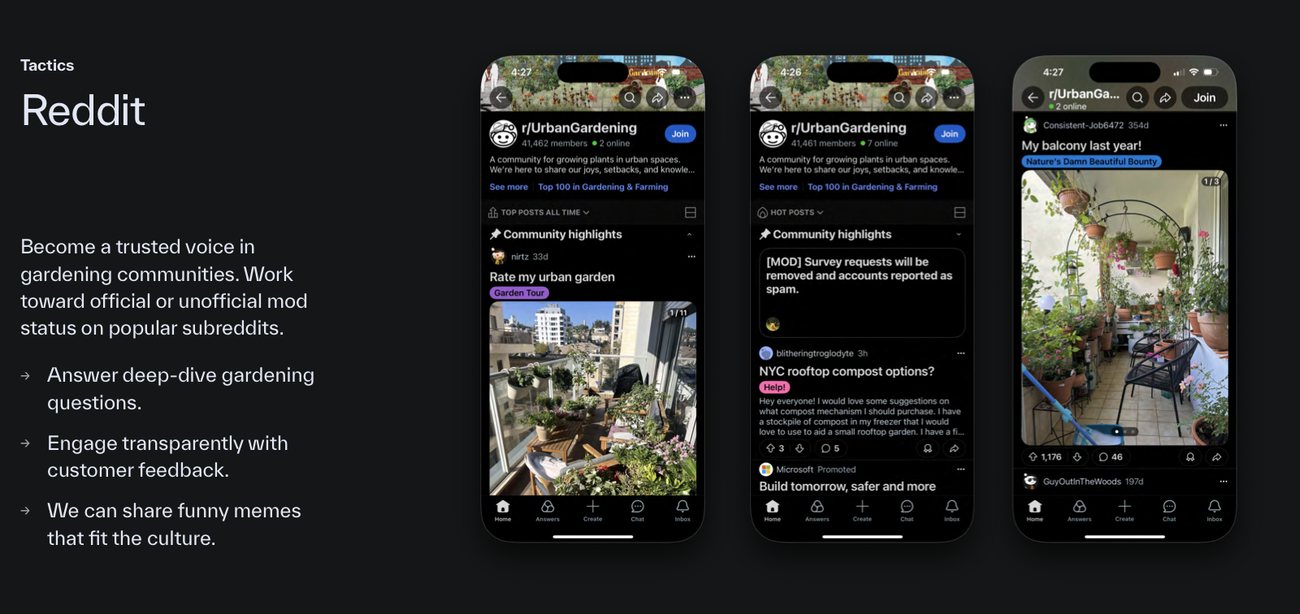 Tactics
Reddit
Become a trusted voice in
gardening communities. Work
toward official or unofficial mod
status on popular subreddits.
→ Answer deep-dive gardening
questions.
→ Engage transparently with
customer feedback.
→ We can share funny memes
that fit the culture.
4:27
r/UrbanGardening
Join
41,462 members • 2 online
A community for growing plants in urban spaces.
We're here to share our joys, setbacks, and knowle...
See more
Top 100 in Gardening & Farming
TOP POSTS ALL TIME
Community highlights
nirtz 33d
Rate my urban garden
Garden Tour
1/11
Home
Answers
Create
Chat
Inbox
4:26
r/UrbanGardening
Join
41,461 members • 7 online
A community for growing plants in urban spaces.
We're here to share our joys, setbacks, and knowle...
See more
Top 100 in Gardening & Farming
HOT POSTS
Community highlights
[MOD] Survey requests will be
removed and accounts reported as
spam.
blitheringtroglodyte 3h
NYC rooftop compost options?
Help!
Hey everyone! I would love some suggestions on
what compost mechanism I should purchase. I have
a stockpile of compost in my freezer that I would
love to use to aid a small rooftop garden. I have a fi...
3
5
Microsoft Promoted
Build tomorrow, safer and more
Home
Answers
Create
Chat
Inbox
4:27
r/UrbanGa...
2 online
Join
Consistent-Job6472 354d
My balcony last year!
Nature's Damn Beautiful Bounty
1/3
1,176
46
GuyOutInTheWoods 197d
Home
Answers
Create
Chat
Inbox